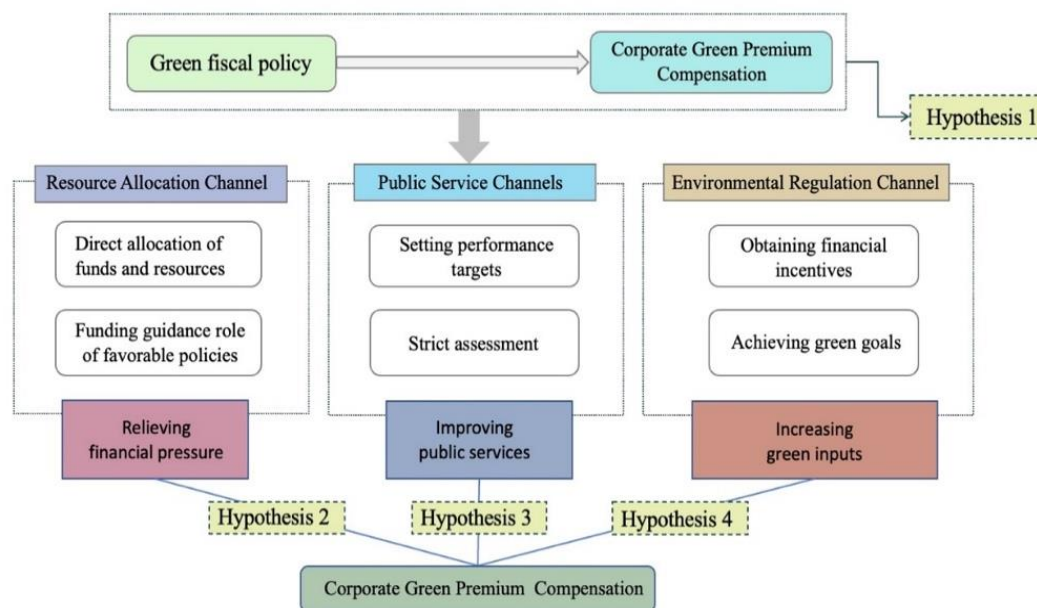 Green fiscal policy
Corporate Green Premium
Compensation
Hypothesis 1
Resource Allocation Channel
Public Service Channels
Environmental Regulation Channel
Direct allocation of
funds and resources
Setting performance
targets
Obtaining financial
incentives
Funding guidance role
of favorable policies
Strict assessment
Achieving green goals
Relieving
financial pressure
Improving
public services
Increasing
green inputs
Hypothesis 2
Hypothesis 3
Hypothesis 4
Corporate Green Premium Compensation